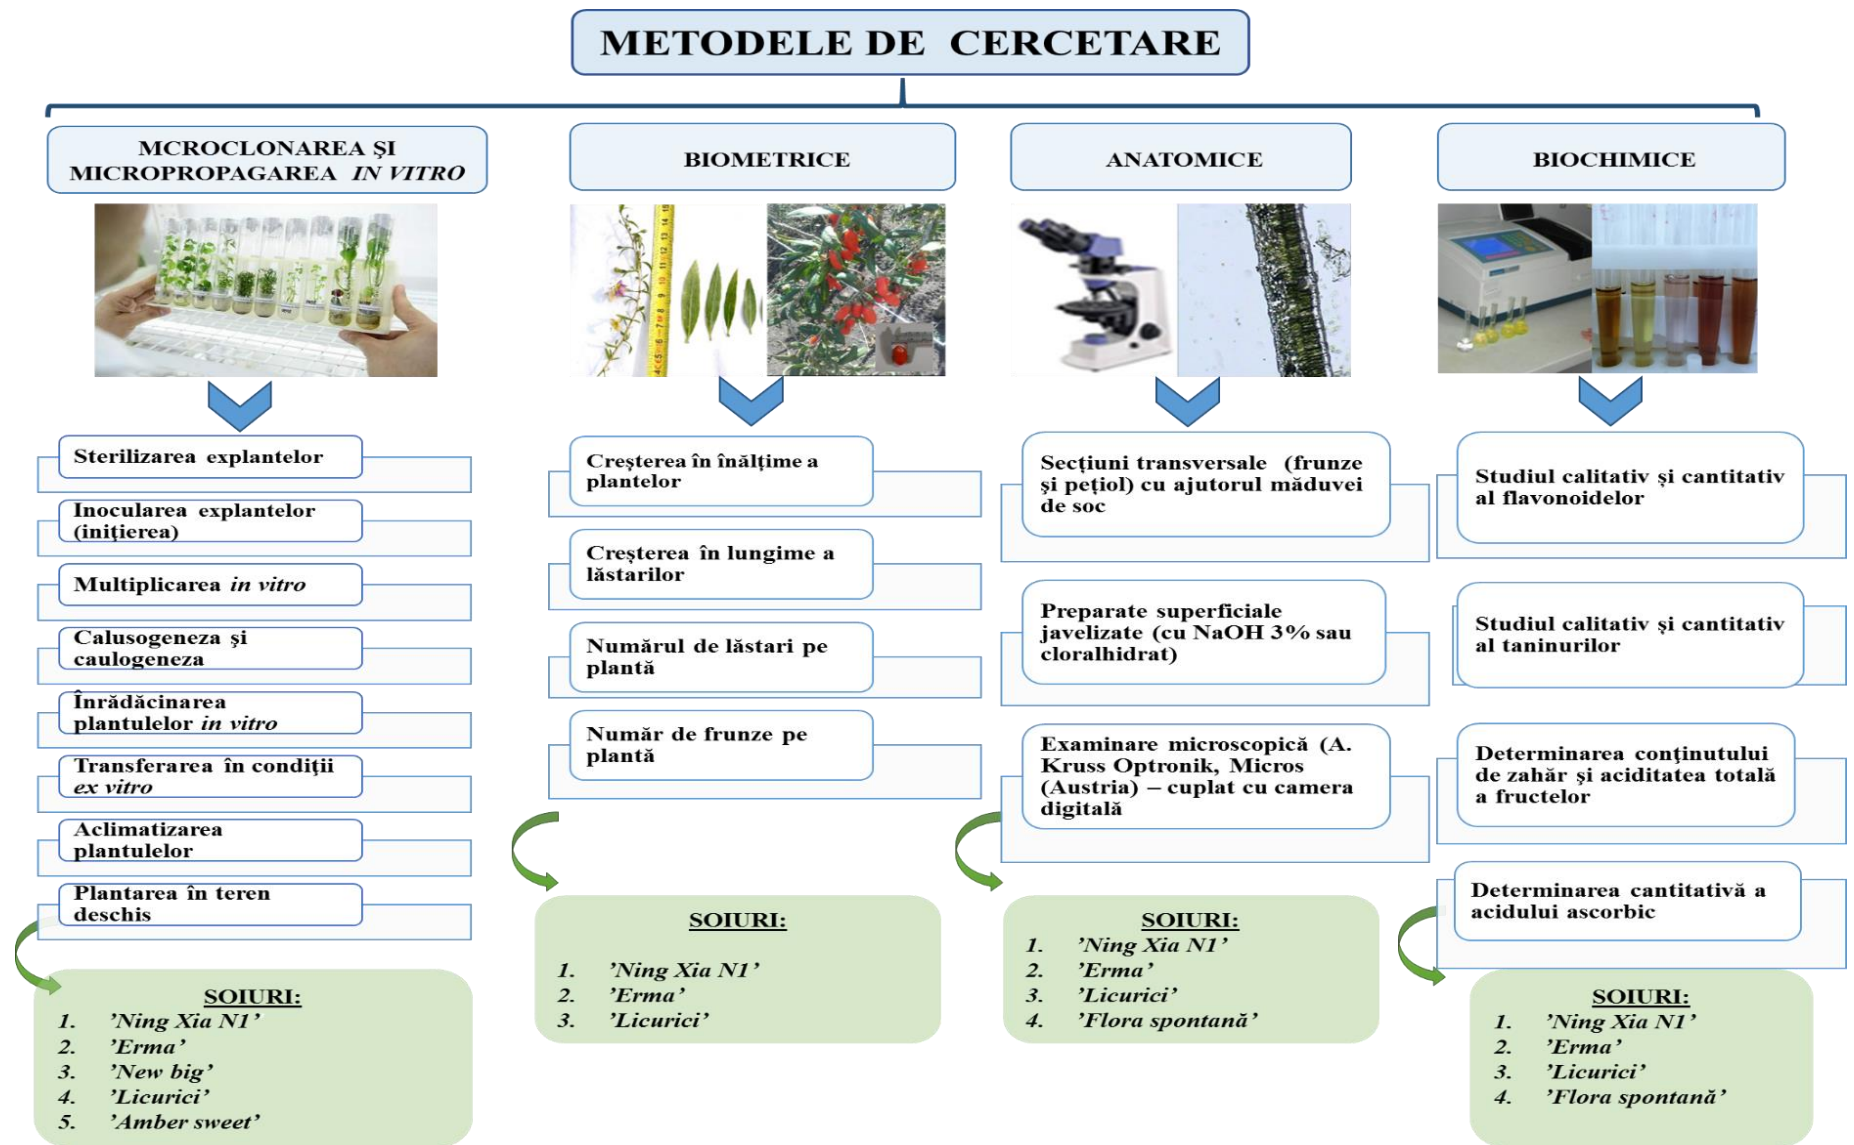 METODELE DE CERCETARE
MCROCLONAREA ŞI
MICROPROPAGAREA IN VITRO
Sterilizarea explantelor
Inocularea explantelor
(iniţierea)
Multiplicarea in vitro
Calusogeneza şi
caulogeneza
Înrădăcinarea
plantulelor in vitro
Transferarea în condiţii
ex vitro
Aclimatizarea
plantulelor
Plantarea în teren
deschis
SOIURI:
1. ’Ning Xia N1’
2. ’Erma’
3. ’New big’
4. ’Licurici’
5. ’Amber sweet’
BIOMETRICE
Creșterea în înălțime a
plantelor
Creșterea în lungime a
lăstarilor
Numărul de lăstari pe
plantă
Număr de frunze pe
plantă
SOIURI:
1. ’Ning Xia N1’
2. ’Erma’
3. ’Licurici’
ANATOMICE
Secțiuni transversale (frunze
şi pețiol) cu ajutorul măduvei
de soc
Preparate superficiale
javelizate (cu NaOH 3% sau
cloralhidrat)
Examinare microscopică (A.
Kruss Optronik, Micros
(Austria) – cuplat cu camera
digitală
SOIURI:
1. ’Ning Xia N1’
2. ’Erma’
3. ’Licurici’
4. ’Flora spontană’
BIOCHIMICE
Studiul calitativ și cantitativ
al flavonoidelor
Studiul calitativ și cantitativ
al taninurilor
Determinarea conţinutului
de zahăr şi aciditatea totală
a fructelor
Determinarea cantitativă a
acidului ascorbic
SOIURI:
1. ’Ning Xia N1’
2. ’Erma’
3. ’Licurici’
4. ’Flora spontană’